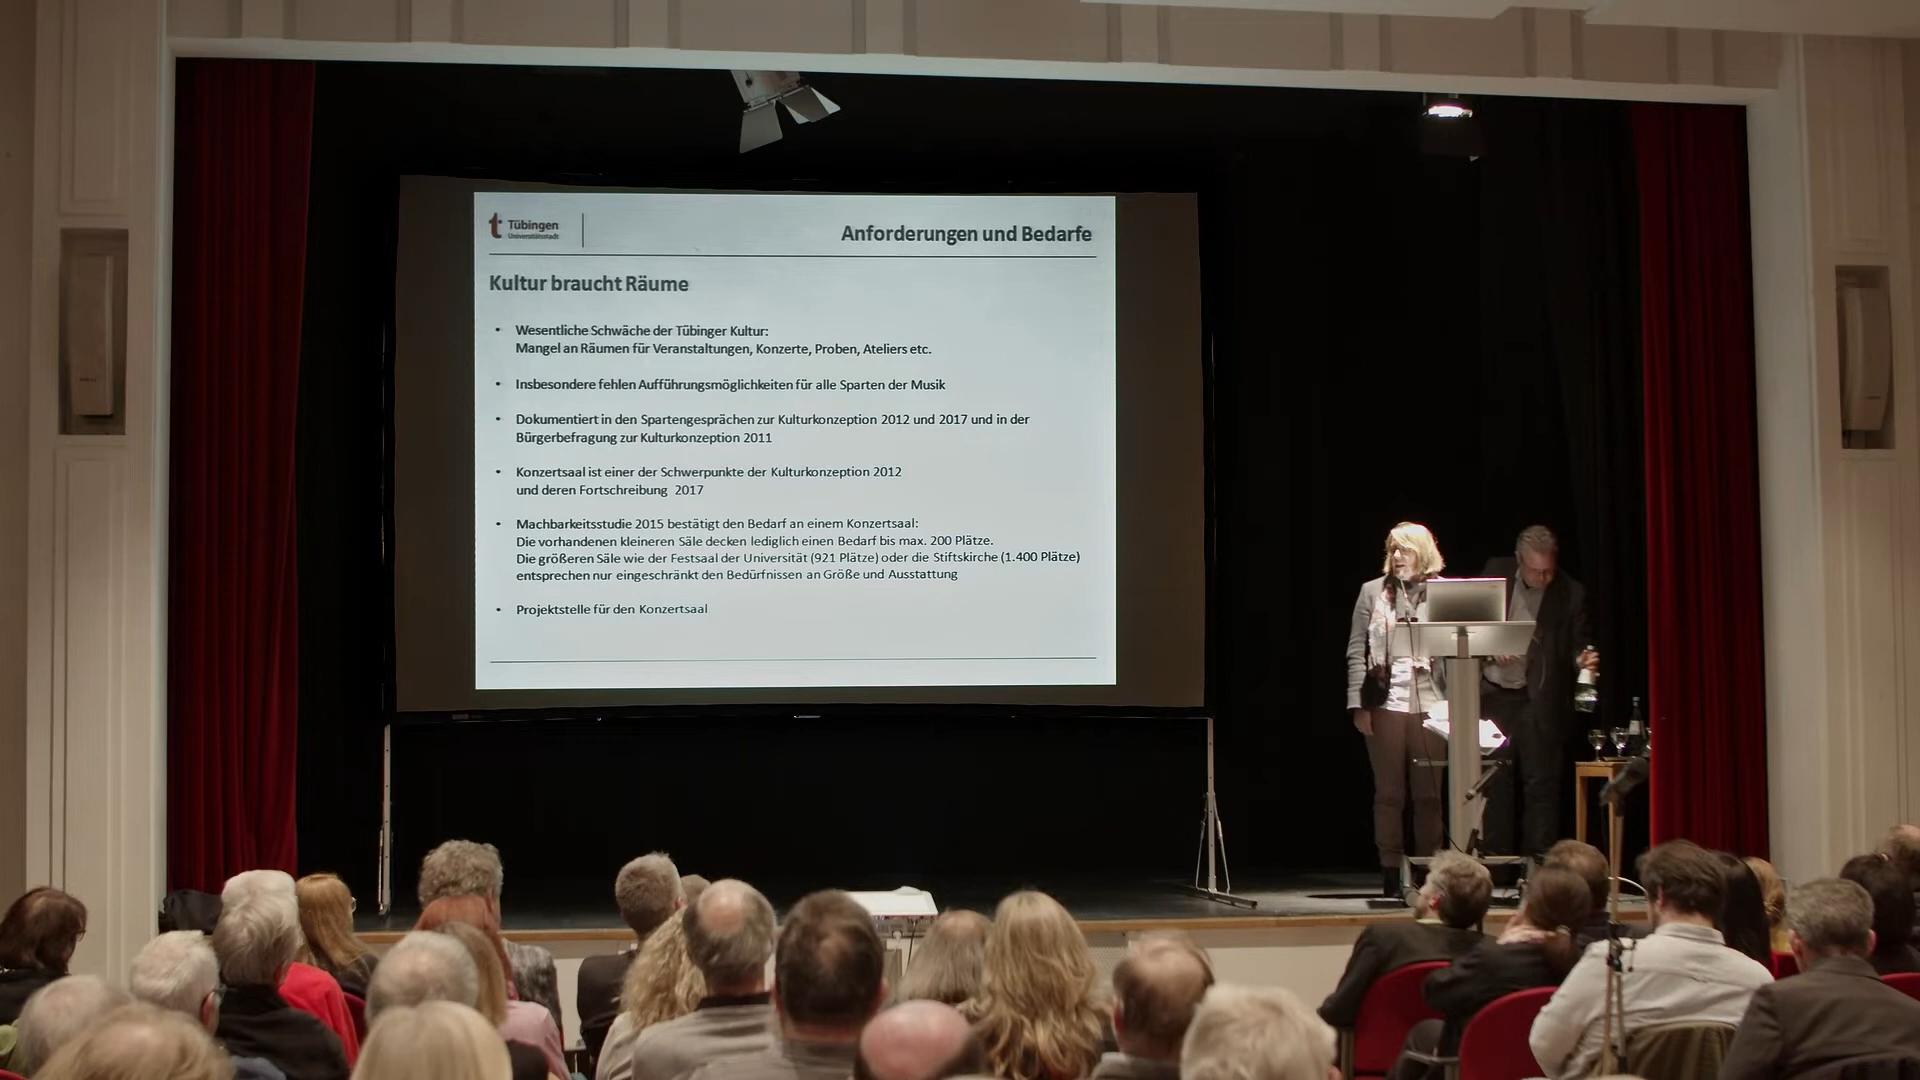 Tübingen
Universitätsstadt
Anforderungen und Bedarfe
Kultur braucht Räume
• Wesentliche Schwäche der Tübinger Kultur:
Mangel an Räumen für Veranstaltungen, Konzerte, Proben, Ateliers etc.
• Insbesondere fehlen Aufführungsmöglichkeiten für alle Sparten der Musik
• Dokumentiert in den Spartengesprächen zur Kulturkonzeption 2012 und 2017 und in der
Bürgerbefragung zur Kulturkonzeption 2011
• Konzertsaal ist einer der Schwerpunkte der Kulturkonzeption 2012
und deren Fortschreibung 2017
• Machbarkeitsstudie 2015 bestätigt den Bedarf an einem Konzertsaal:
Die vorhandenen kleineren Säle decken lediglich einen Bedarf bis max. 200 Plätze.
Die größeren Säle wie der Festsaal der Universität (921 Plätze) oder die Stiftskirche (1.400 Plätze)
entsprechen nur eingeschränkt den Bedürfnissen an Größe und Ausstattung
• Projektstelle für den Konzertsaal